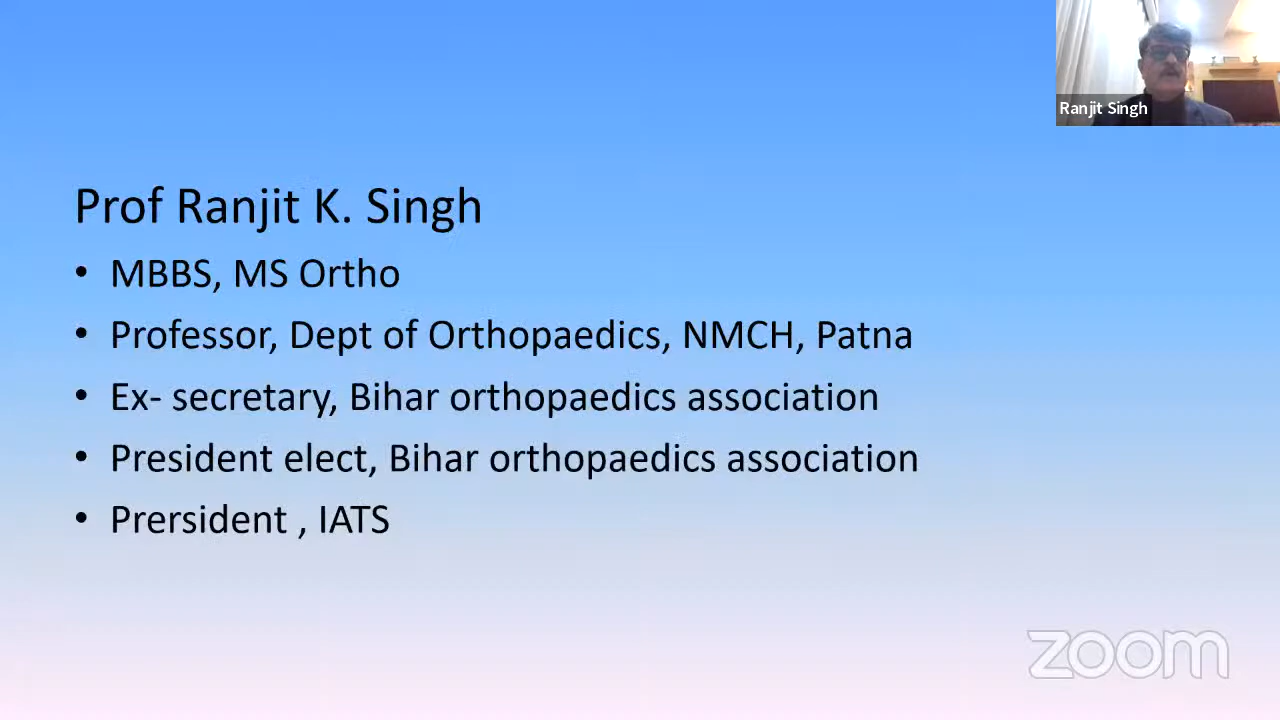 Ranjit Singh
Prof Ranjit K. Singh
• MBBS, MS Ortho
• Professor, Dept of Orthopaedics, NMCH, Patna
• Ex- secretary, Bihar orthopaedics association
• President elect, Bihar orthopaedics association
• Prersident , IATS
zoom